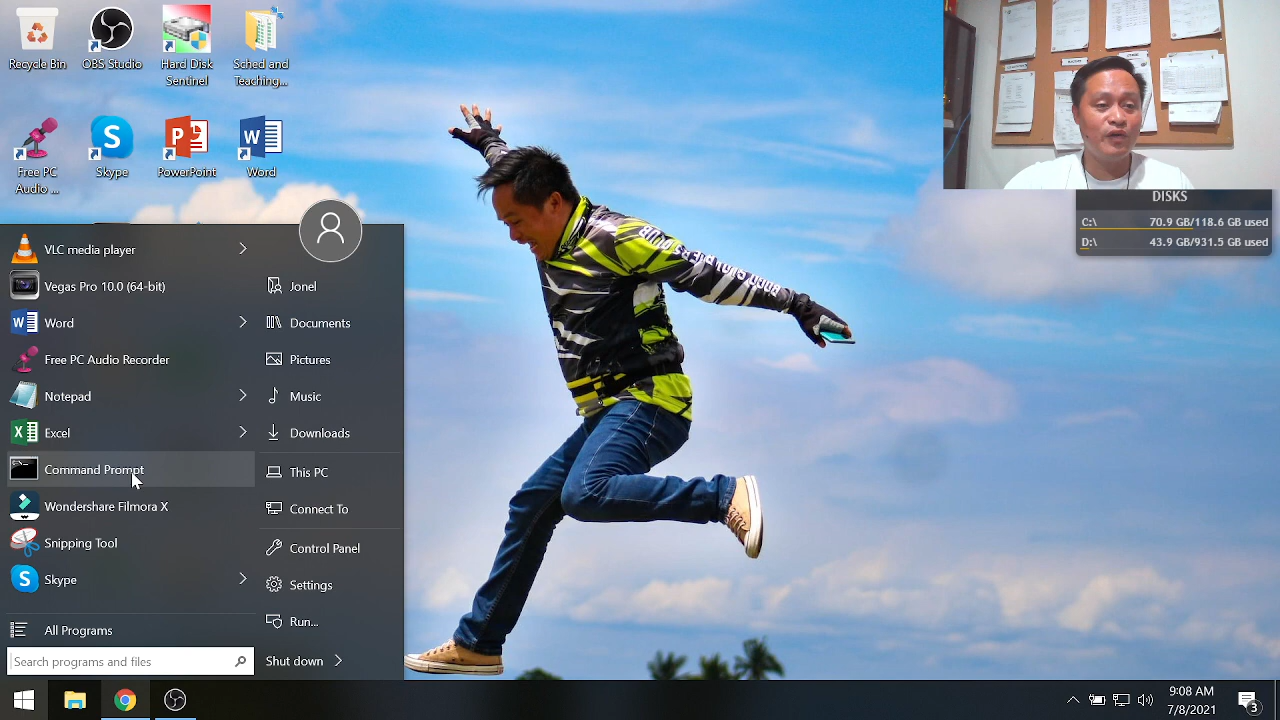 Recycle Bin
OBS Studio
Hard Disk
Sentinel
Sched and
Teaching...
Free PC
Audio ...
Skype
PowerPoint
Word
DISKS
C:\ 70.9 GB/118.6 GB used
D:\ 43.9 GB/931.5 GB used
VLC media player
Vegas Pro 10.0 (64-bit)
Word
Free PC Audio Recorder
Notepad
Excel
Command Prompt
Wondershare Filmora X
Snipping Tool
Skype
All Programs
Search programs and files
Jonel
Documents
Pictures
Music
Downloads
This PC
Connect To
Control Panel
Settings
Run...
Shut down
9:08 AM
7/8/2021
3